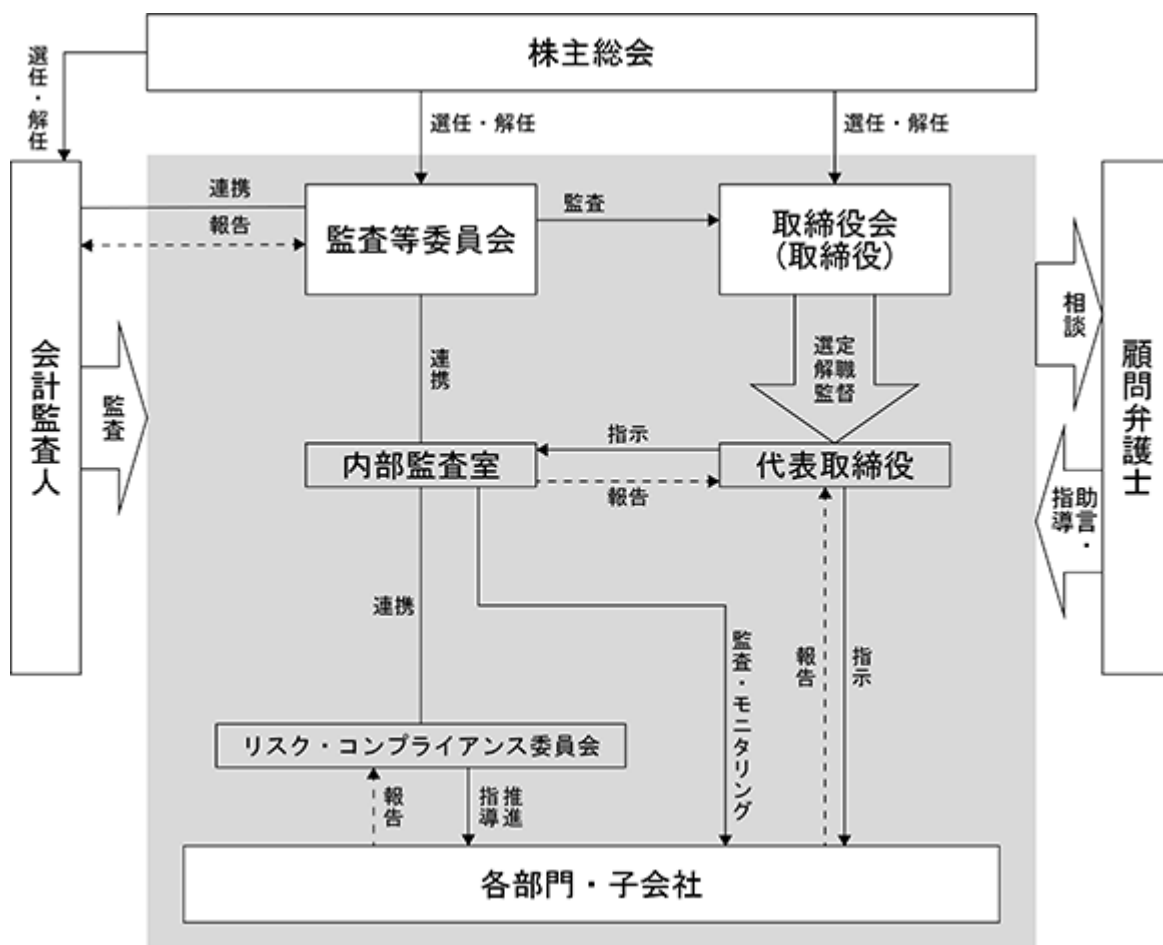 株主総会
選任・解任
選任・解任
選任・解任
連携
報告
監査等委員会
監査
取締役会
(取締役)
会計監査人
監査
連携
選定
解職
監督
相談
顧問弁護士
助言・
指導
内部監査室
指示
報告
代表取締役
連携
監査・モニタリング
報告
指示
リスク・コンプライアンス委員会
報告
推進
指導
各部門・子会社